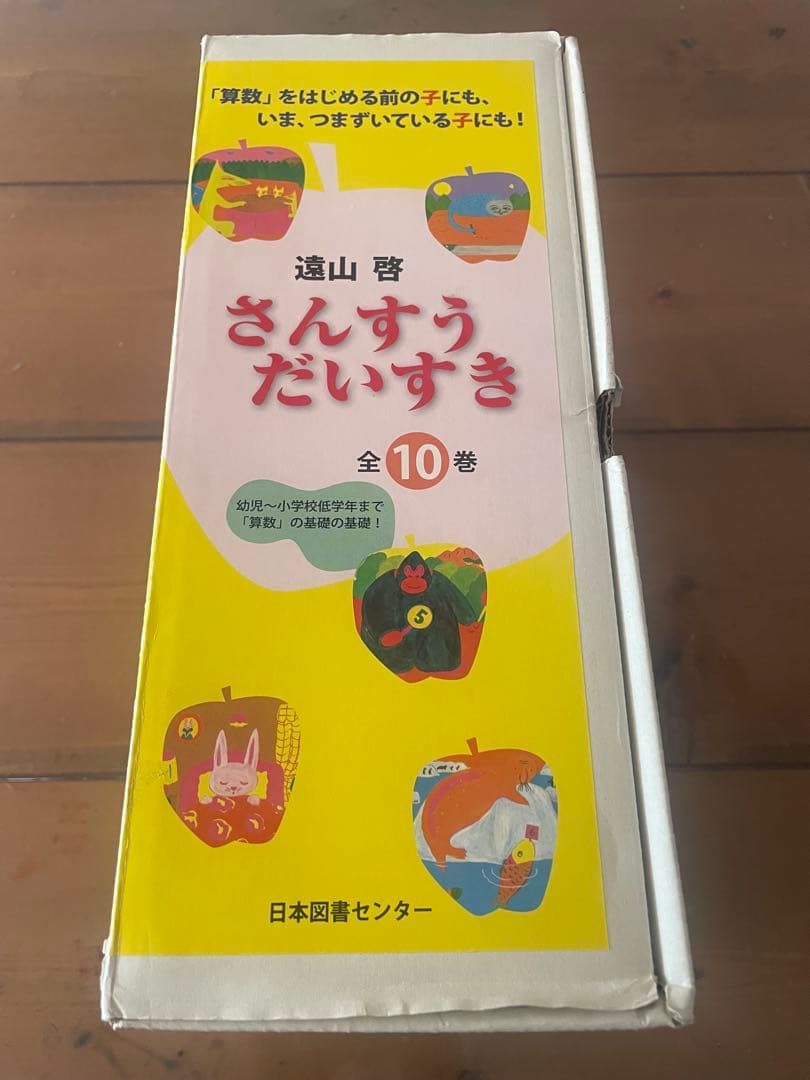 「算数」をはじめる前の子にも、
いま、つまずいている子にも！
遠山 啓
さんすう
だいすき
全10巻
幼児～小学校低学年まで
「算数」の基礎の基礎！
5
6
日本図書センター